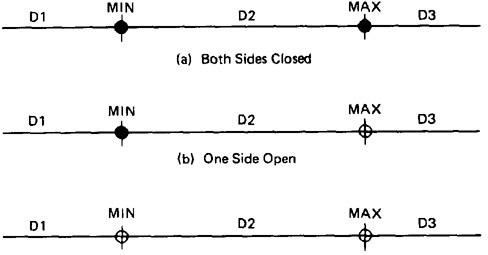 MIN MAX
D1 D2 D3
(a) Both Sides Closed
MIN MAX
D1 D2 D3
(b) One Side Open
MIN MAX
D1 D2 D3